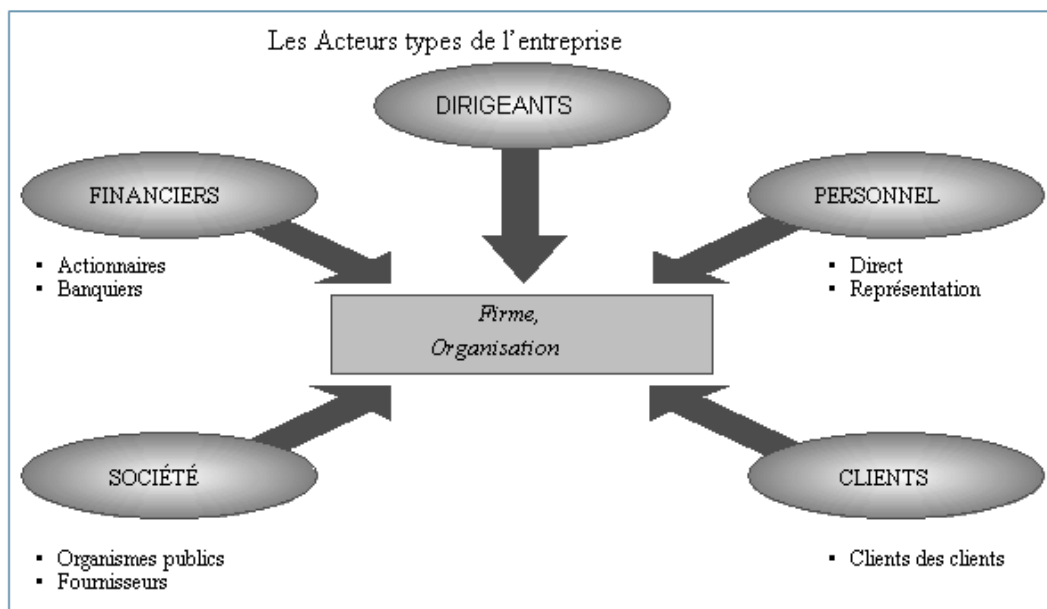 Les Acteurs types de l'entreprise
DIRIGEANTS
FINANCIERS
▪ Actionnaires
▪ Banquiers
PERSONNEL
▪ Direct
▪ Représentation
Firme,
Organisation
SOCIÉTÉ
▪ Organismes publics
▪ Fournisseurs
CLIENTS
▪ Clients des clients